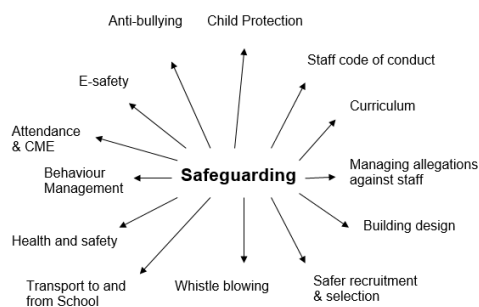 Anti-bullying
Child Protection
Staff code of conduct
E-safety
Curriculum
Attendance
& CME
Behaviour
Management
Safeguarding
Managing allegations
against staff
Building design
Health and safety
Transport to and
from School
Whistle blowing
Safer recruitment
& selection